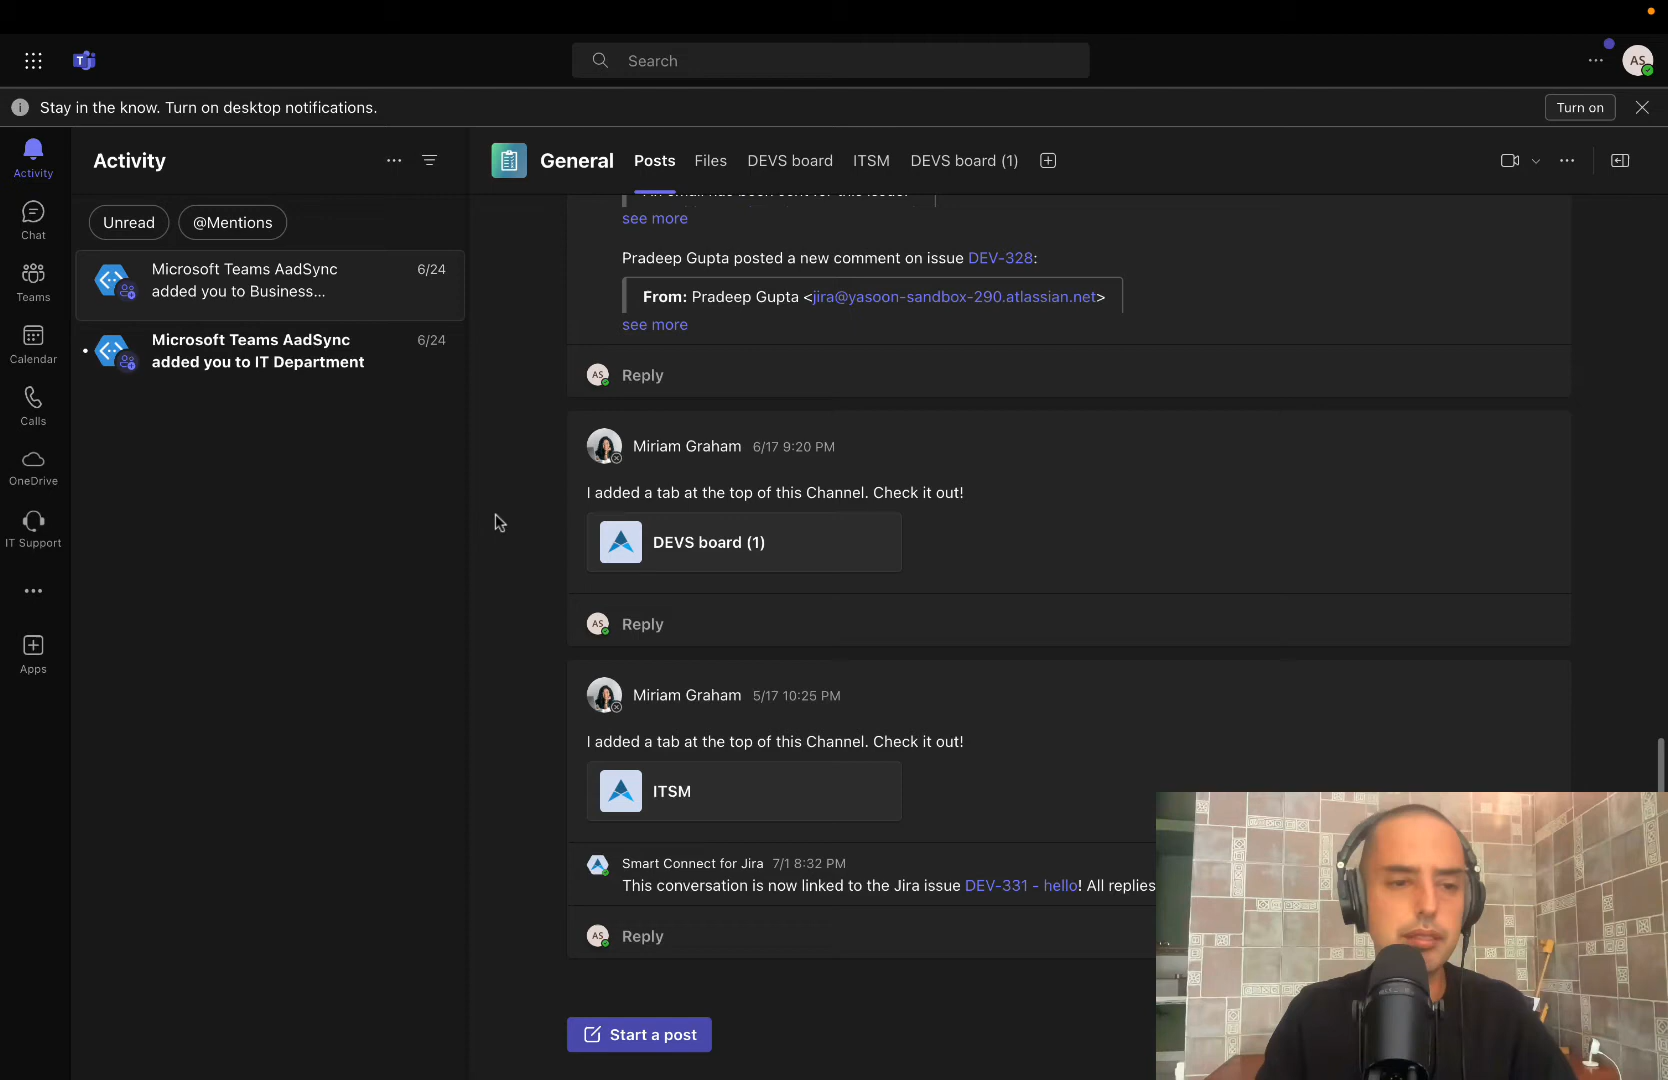 Search
AS
Stay in the know. Turn on desktop notifications.
Turn on
Activity
Chat
Teams
Calendar
Calls
OneDrive
IT Support
Apps
Activity
Unread
@Mentions
Microsoft Teams AadSync
added you to Business...
6/24
Microsoft Teams AadSync
added you to IT Department
6/24
General
Posts
Files
DEVS board
ITSM
DEVS board (1)
see more
Pradeep Gupta posted a new comment on issue DEV-328:
From: Pradeep Gupta <jira@yasoon-sandbox-290.atlassian.net>
see more
AS
Reply
Miriam Graham 6/17 9:20 PM
I added a tab at the top of this Channel. Check it out!
DEVS board (1)
AS
Reply
Miriam Graham 5/17 10:25 PM
I added a tab at the top of this Channel. Check it out!
ITSM
Smart Connect for Jira 7/1 8:32 PM
This conversation is now linked to the Jira issue DEV-331 - hello! All replies
AS
Reply
Start a post